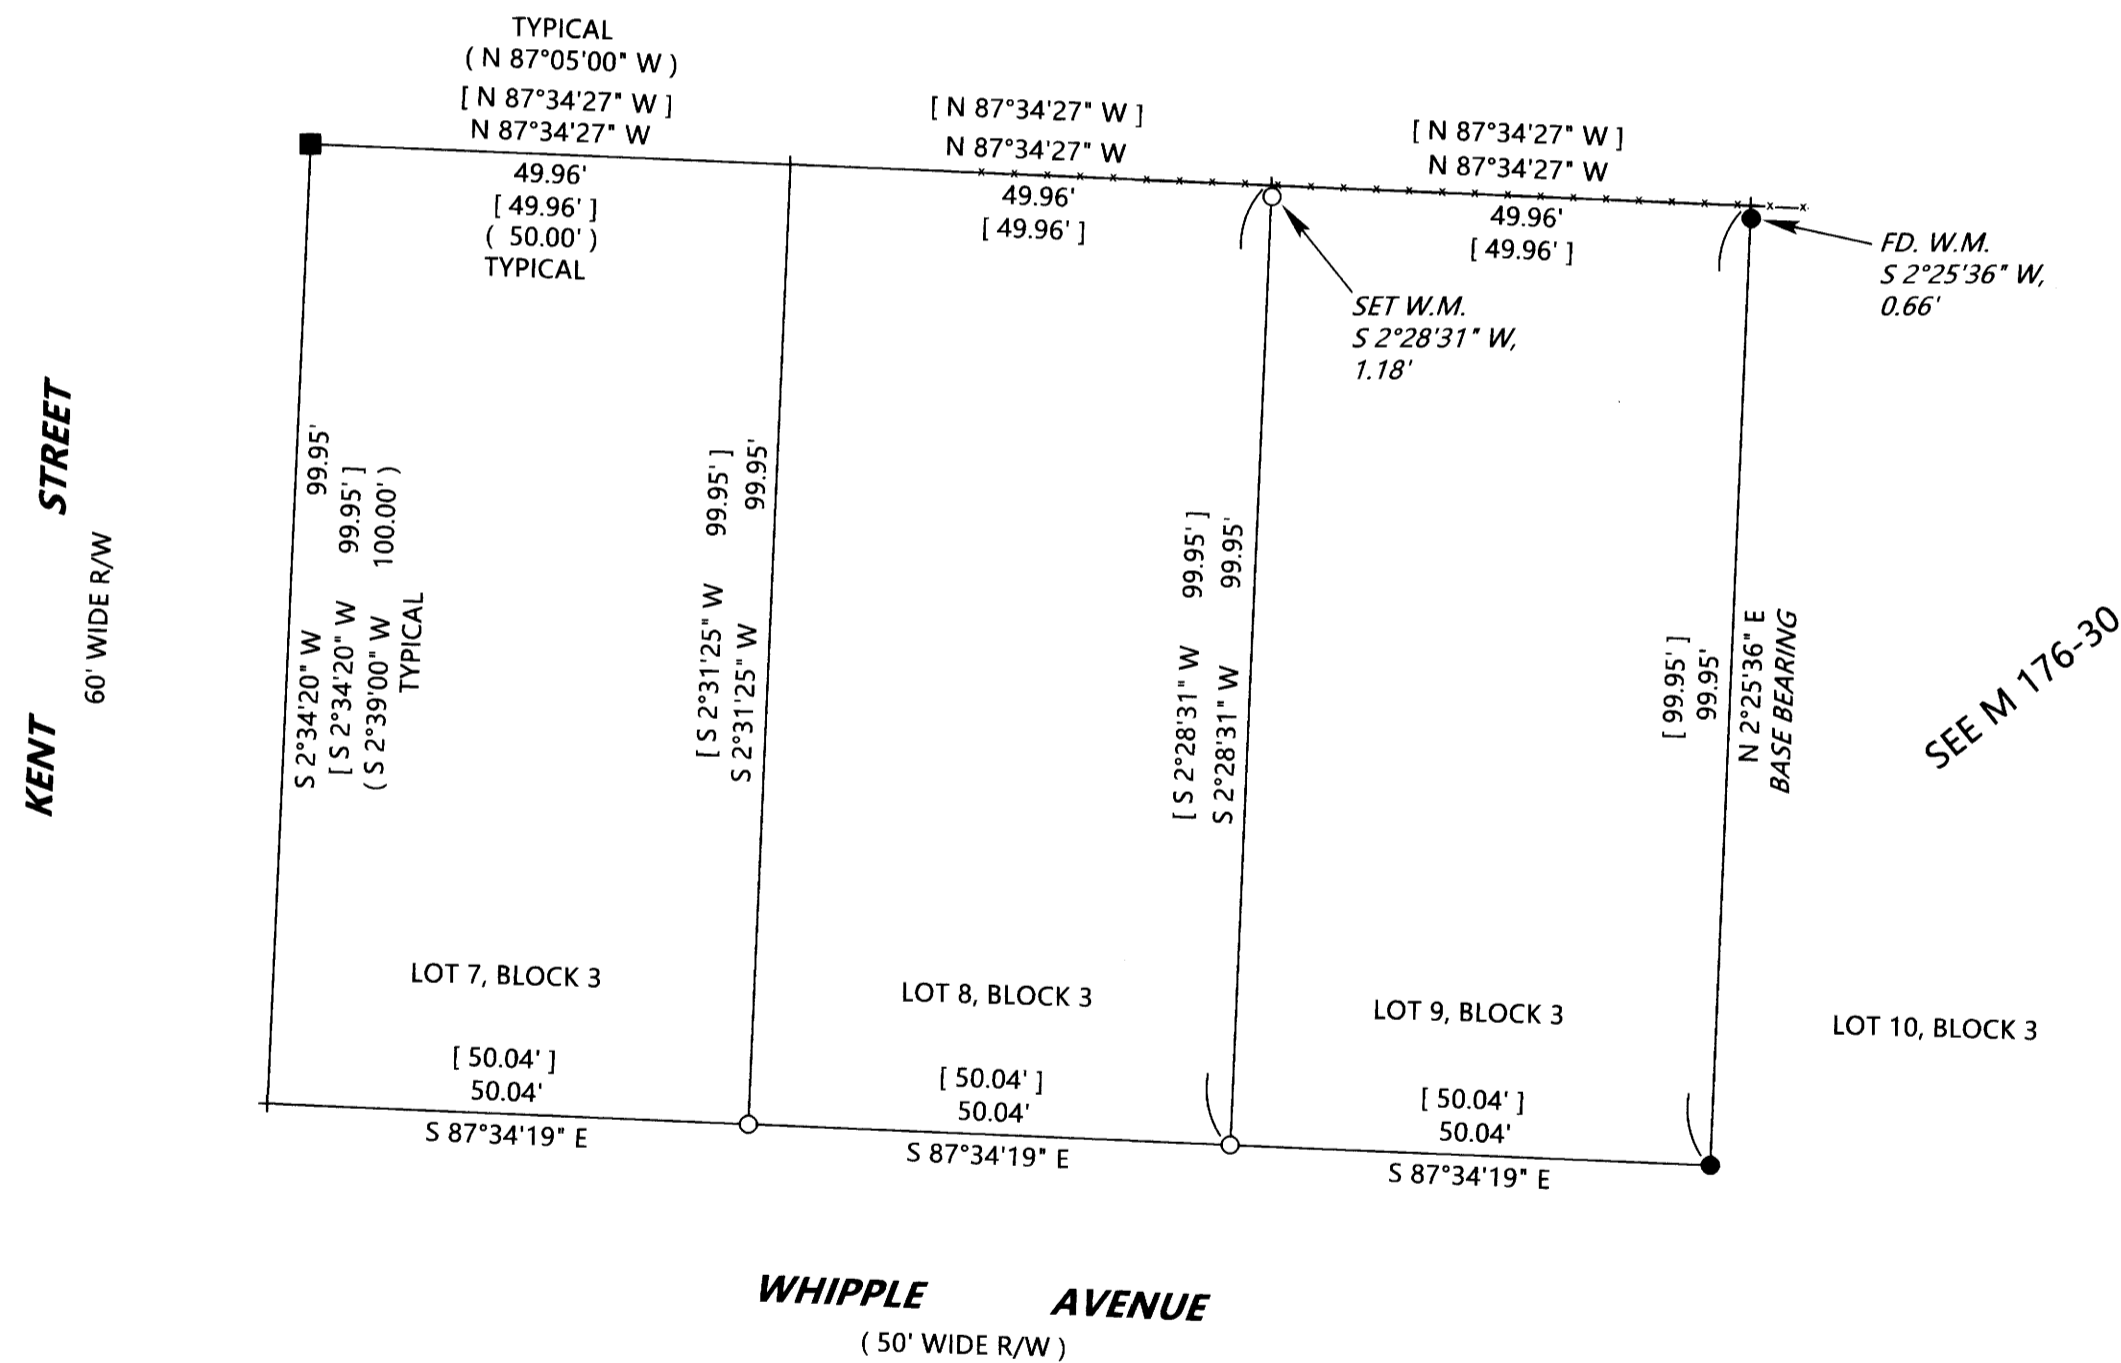 TYPICAL
( N 87°05'00" W )
[ N 87°34'27" W ]
N 87°34'27" W
49.96'
[ 49.96' ]
( 50.00' )
TYPICAL
[ N 87°34'27" W ]
N 87°34'27" W
49.96'
[ 49.96' ]
[ N 87°34'27" W ]
N 87°34'27" W
49.96'
[ 49.96' ]
FD. W.M.
S 2°25'36" W,
0.66'
SET W.M.
S 2°28'31" W,
1.18'
KENT STREET
60' WIDE R/W
S 2°34'20" W 99.95'
[ S 2°34'20" W 99.95' ]
( S 2°39'00" W 100.00' )
TYPICAL
[ S 2°31'25" W 99.95' ]
S 2°31'25" W 99.95'
[ S 2°28'31" W 99.95' ]
S 2°28'31" W 99.95'
[ 99.95' ]
99.95'
N 2°25'36" E
BASE BEARING
SEE M 176-30
LOT 7, BLOCK 3
LOT 8, BLOCK 3
LOT 9, BLOCK 3
LOT 10, BLOCK 3
[ 50.04' ]
50.04'
S 87°34'19" E
[ 50.04' ]
50.04'
S 87°34'19" E
[ 50.04' ]
50.04'
S 87°34'19" E
WHIPPLE AVENUE
( 50' WIDE R/W )